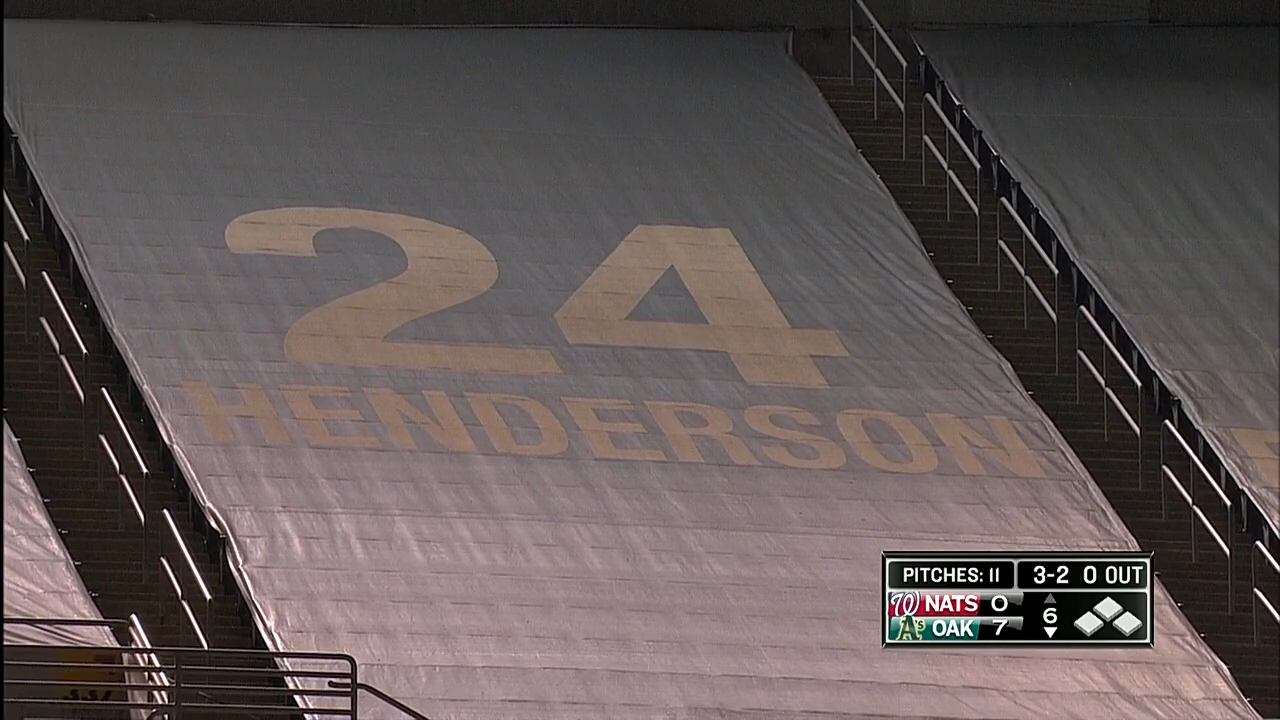 24
HENDERSON
PITCHES: 11 3-2 0 OUT
W NATS 0
A's OAK 7
6